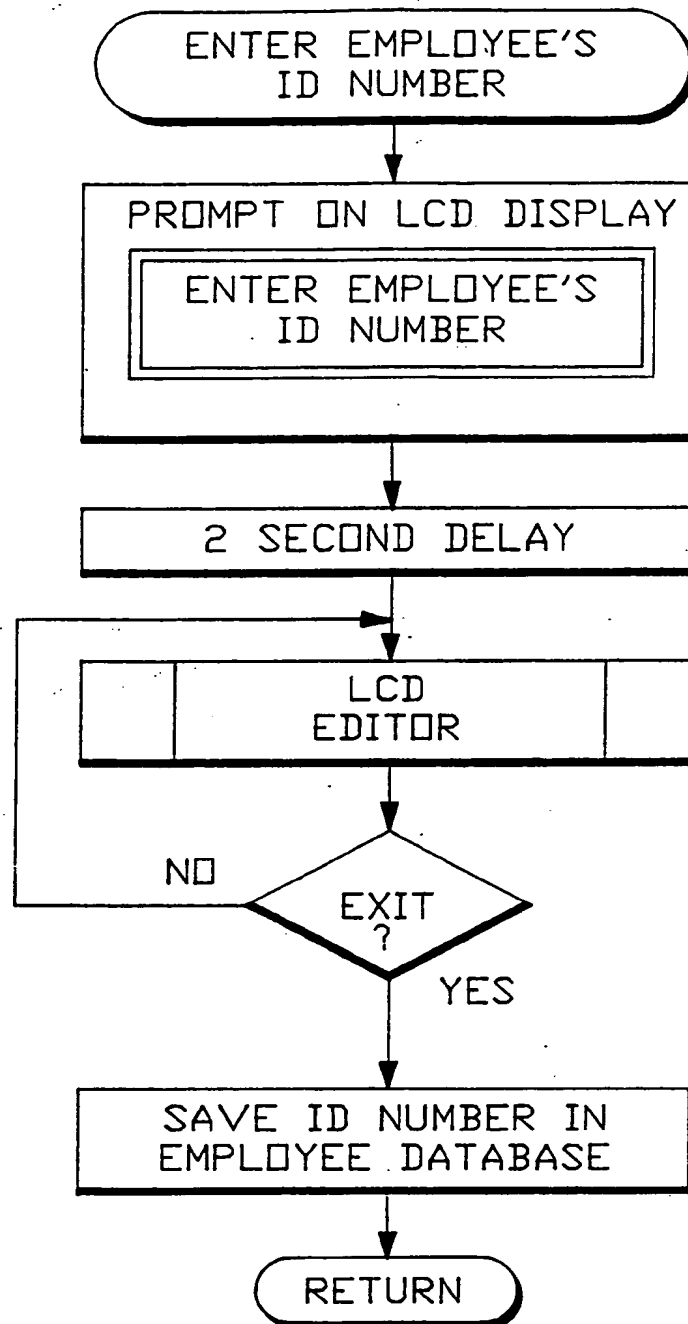 ENTER EMPLOYEE'S
ID NUMBER
PROMPT ON LCD DISPLAY
ENTER EMPLOYEE'S
ID NUMBER
2 SECOND DELAY
LCD
EDITOR
NO
EXIT
?
YES
SAVE ID NUMBER IN
EMPLOYEE DATABASE
RETURN